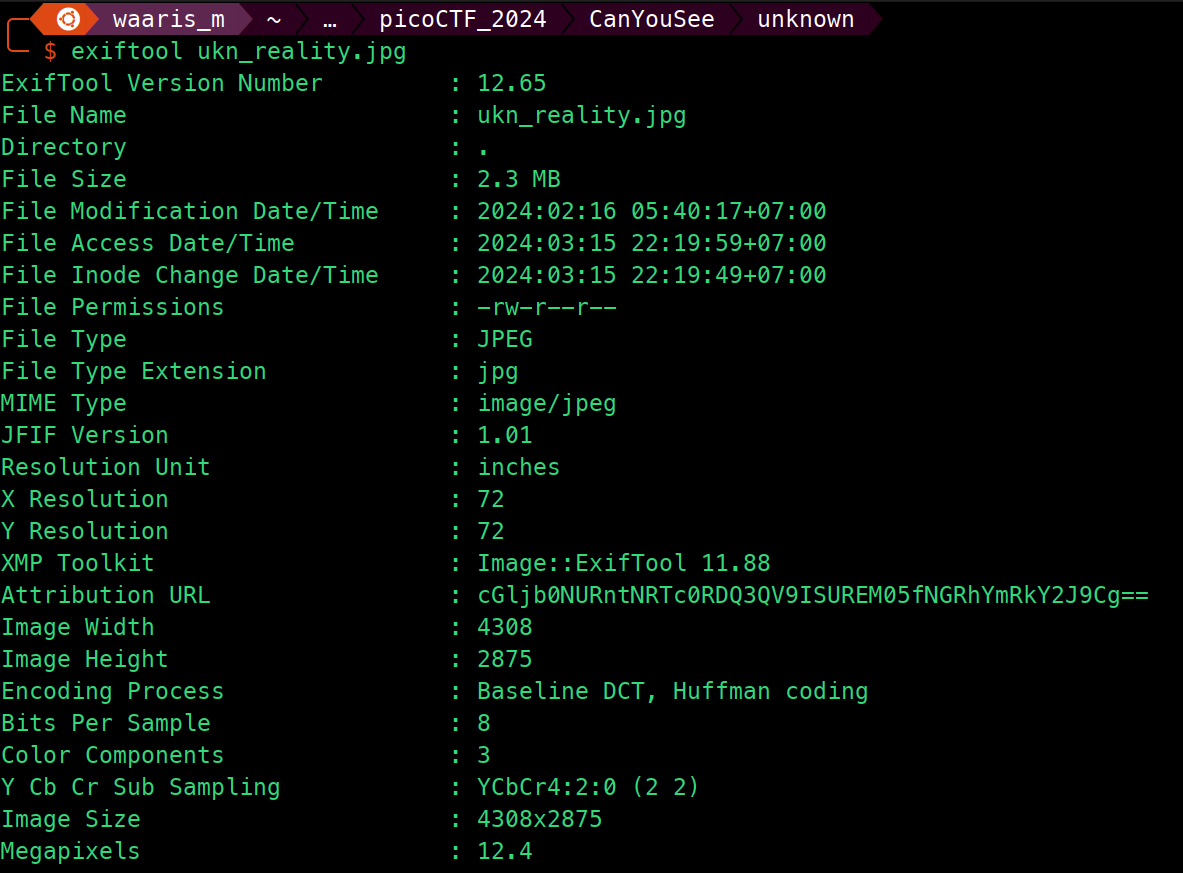 waaris_m ~ … picoCTF_2024 CanYouSee unknown
$ exiftool ukn_reality.jpg
ExifTool Version Number : 12.65
File Name : ukn_reality.jpg
Directory : .
File Size : 2.3 MB
File Modification Date/Time : 2024:02:16 05:40:17+07:00
File Access Date/Time : 2024:03:15 22:19:59+07:00
File Inode Change Date/Time : 2024:03:15 22:19:49+07:00
File Permissions : -rw-r--r--
File Type : JPEG
File Type Extension : jpg
MIME Type : image/jpeg
JFIF Version : 1.01
Resolution Unit : inches
X Resolution : 72
Y Resolution : 72
XMP Toolkit : Image::ExifTool 11.88
Attribution URL : cGljb0NURntNRTc0RDQ3QV9ISUREM05fNGRhYmRkY2J9Cg==
Image Width : 4308
Image Height : 2875
Encoding Process : Baseline DCT, Huffman coding
Bits Per Sample : 8
Color Components : 3
Y Cb Cr Sub Sampling : YCbCr4:2:0 (2 2)
Image Size : 4308x2875
Megapixels : 12.4